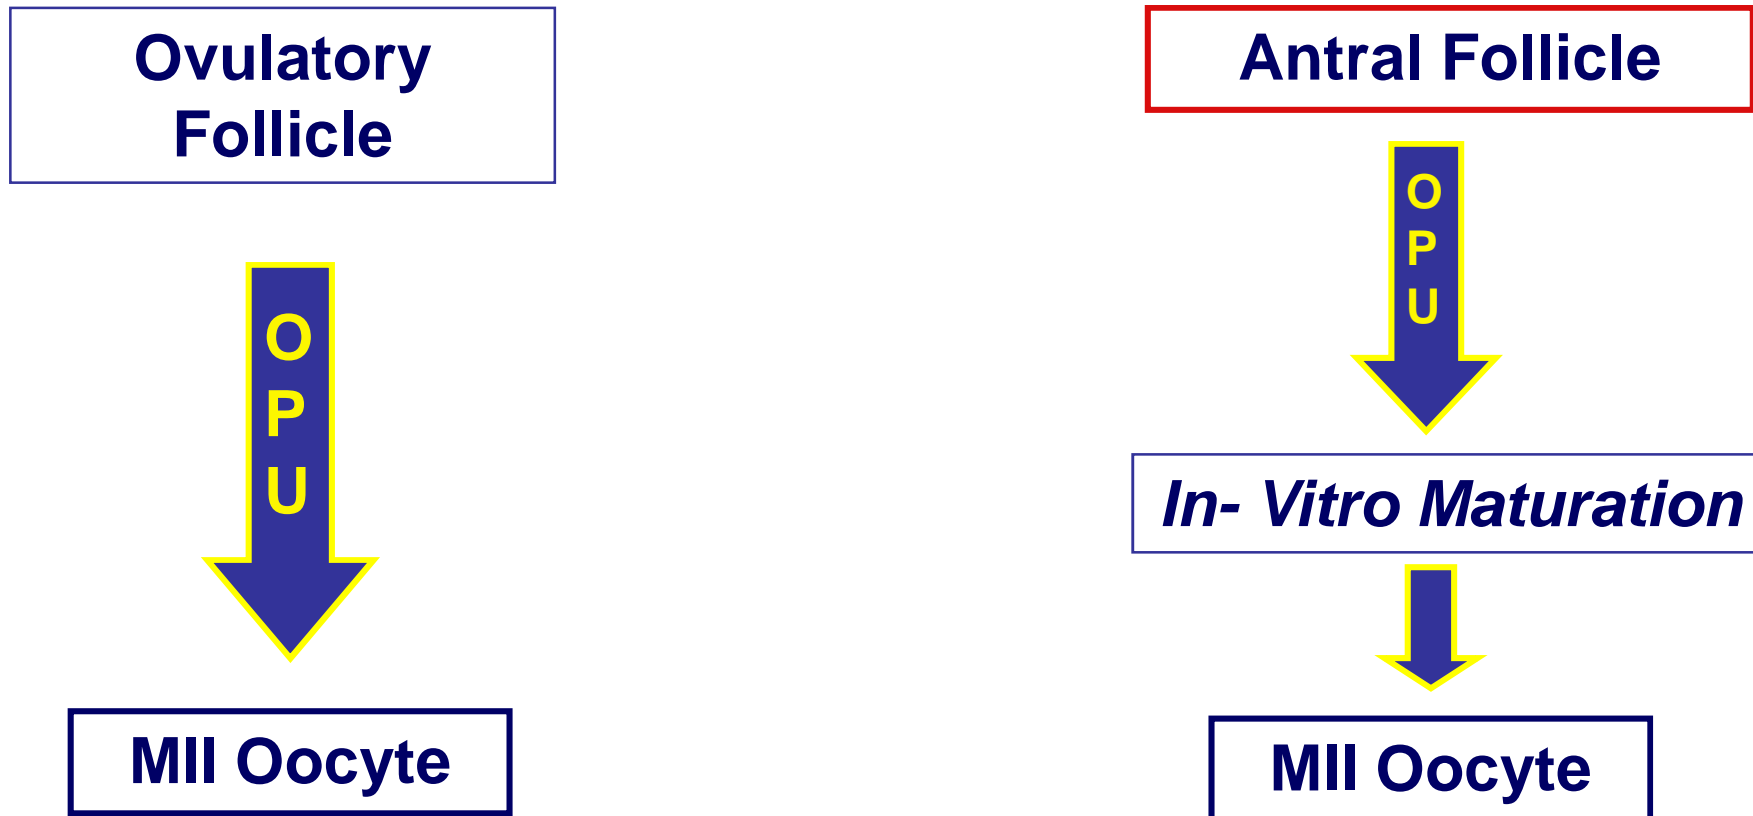 Ovulatory
Follicle
O
P
U
MII Oocyte
Antral Follicle
O
P
U
In- Vitro Maturation
MII Oocyte